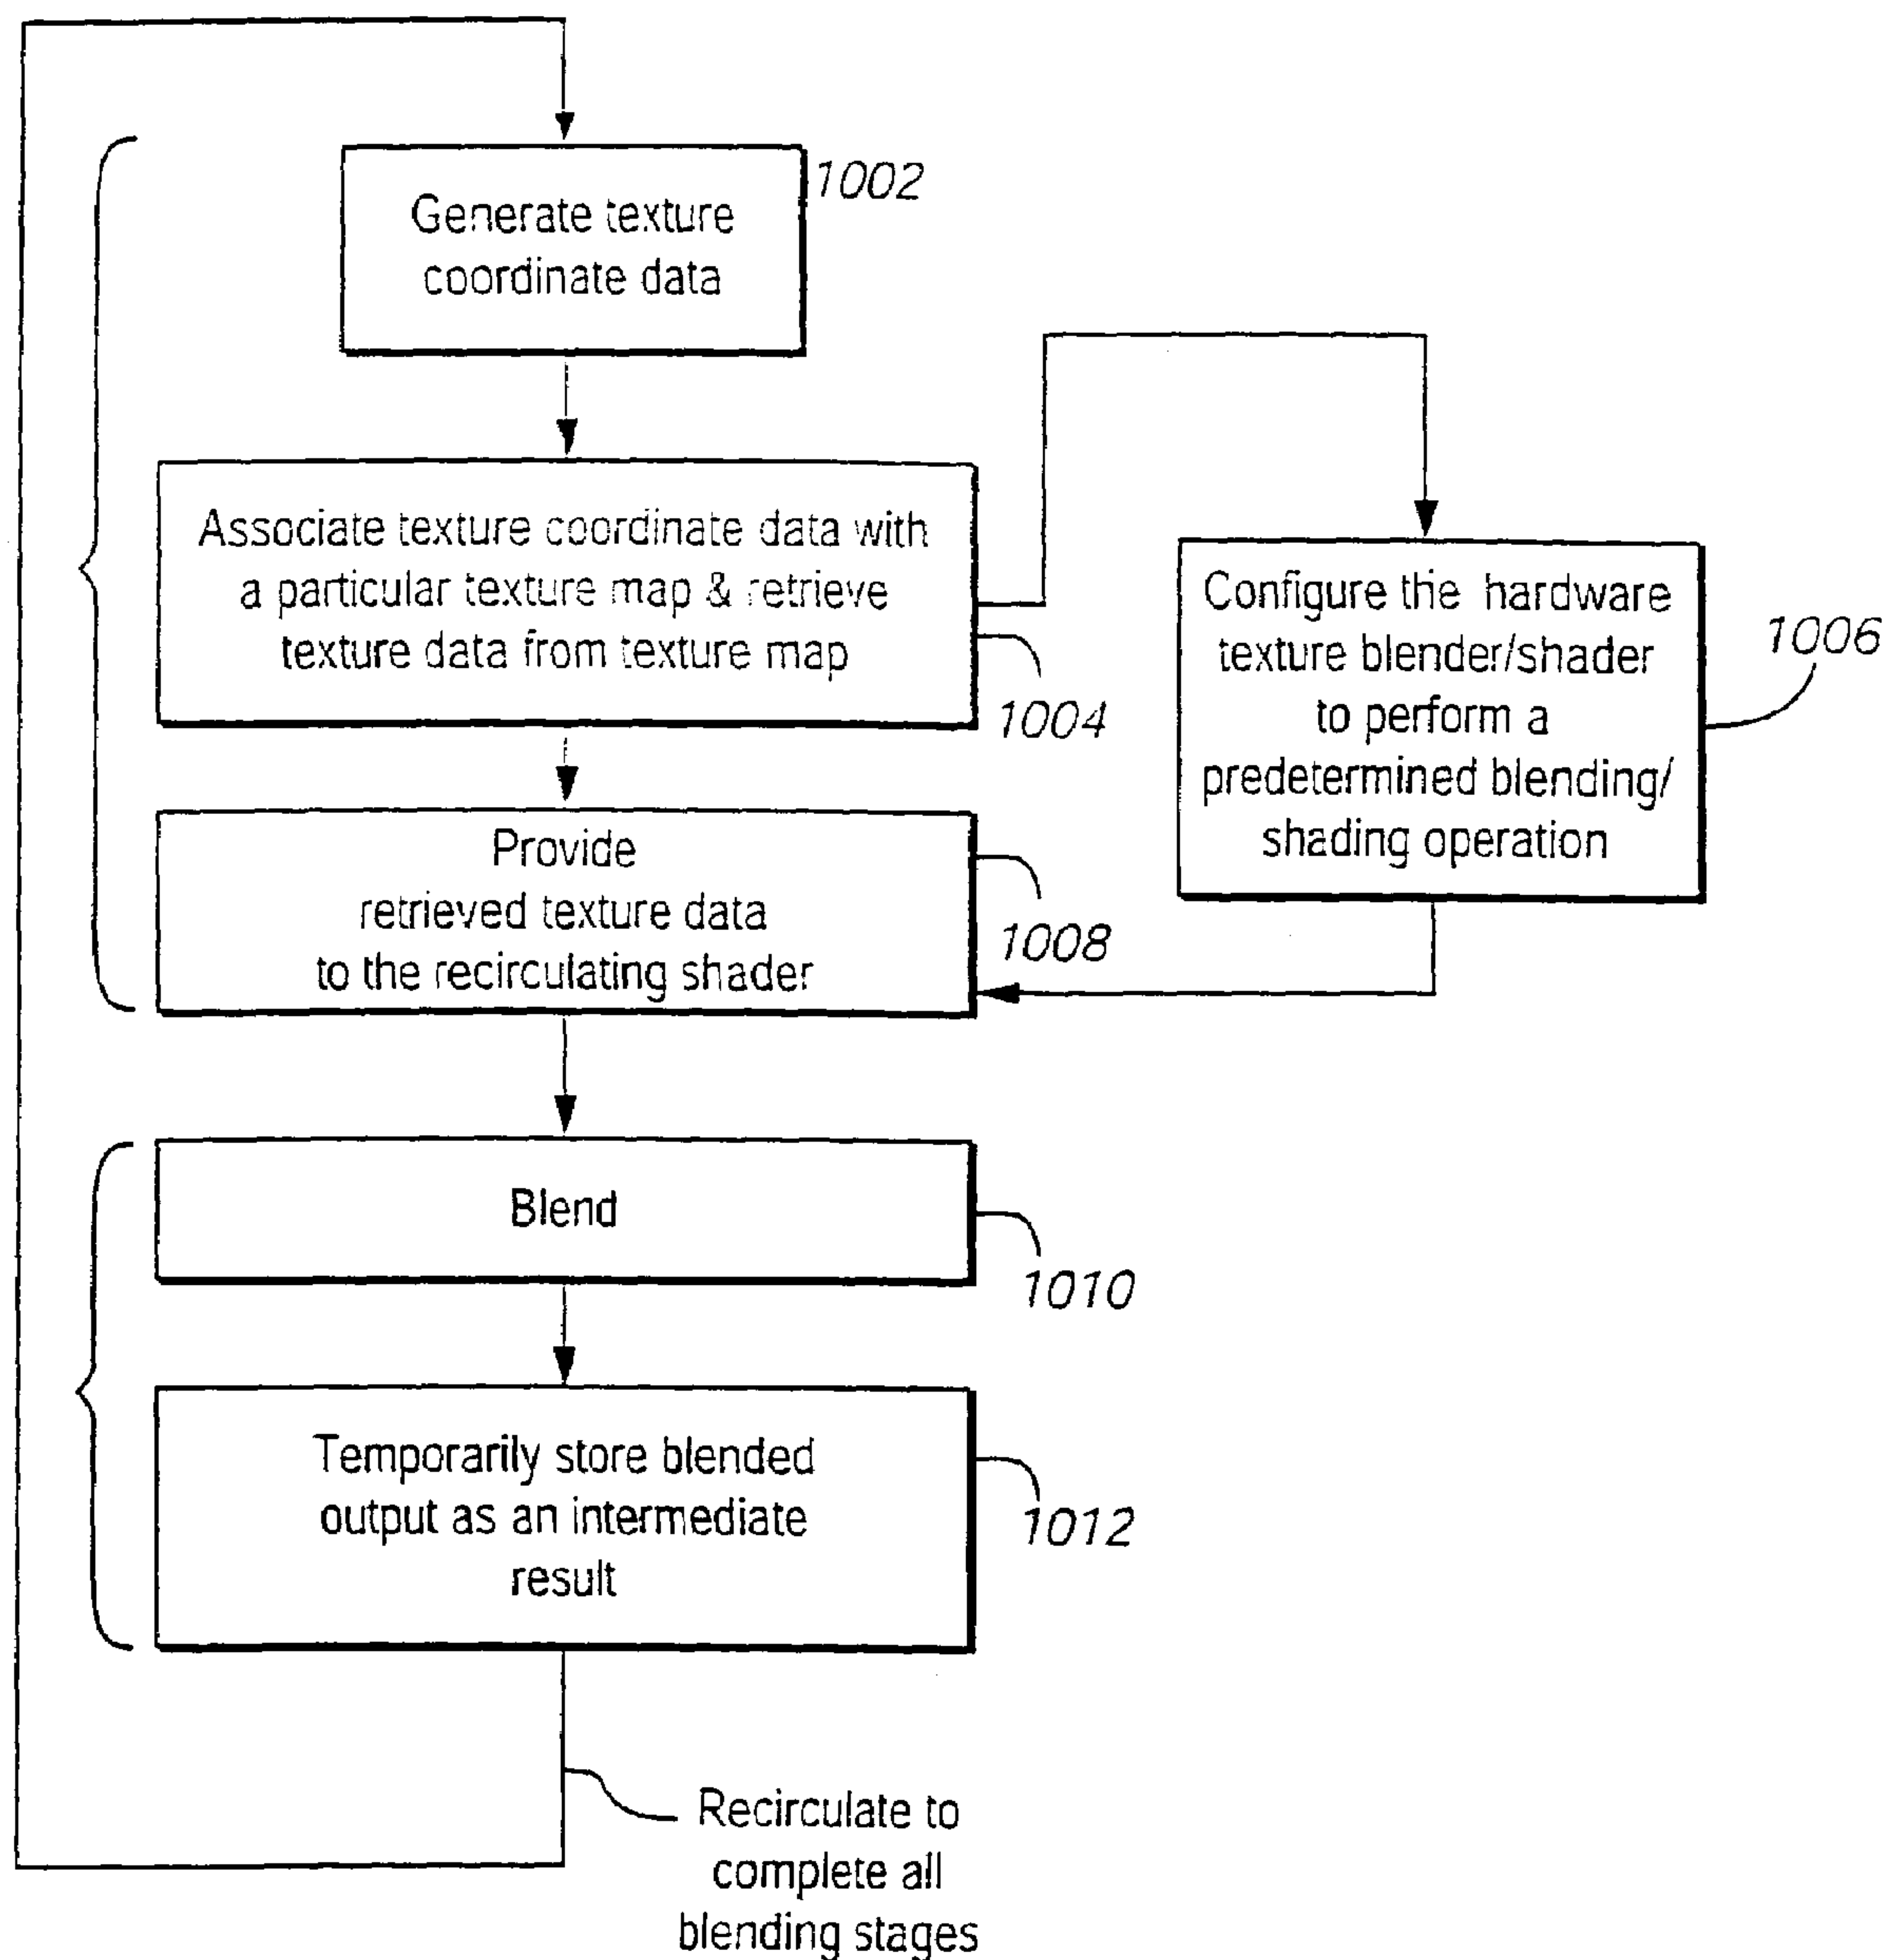 Generate texture
coordinate data
1002
Associate texture coordinate data with
a particular texture map & retrieve
texture data from texture map
1004
Configure the hardware
texture blender/shader
to perform a
predetermined blending/
shading operation
1006
Provide
retrieved texture data
to the recirculating shader
1008
Blend
1010
Temporarily store blended
output as an intermediate
result
1012
Recirculate to
complete all
blending stages